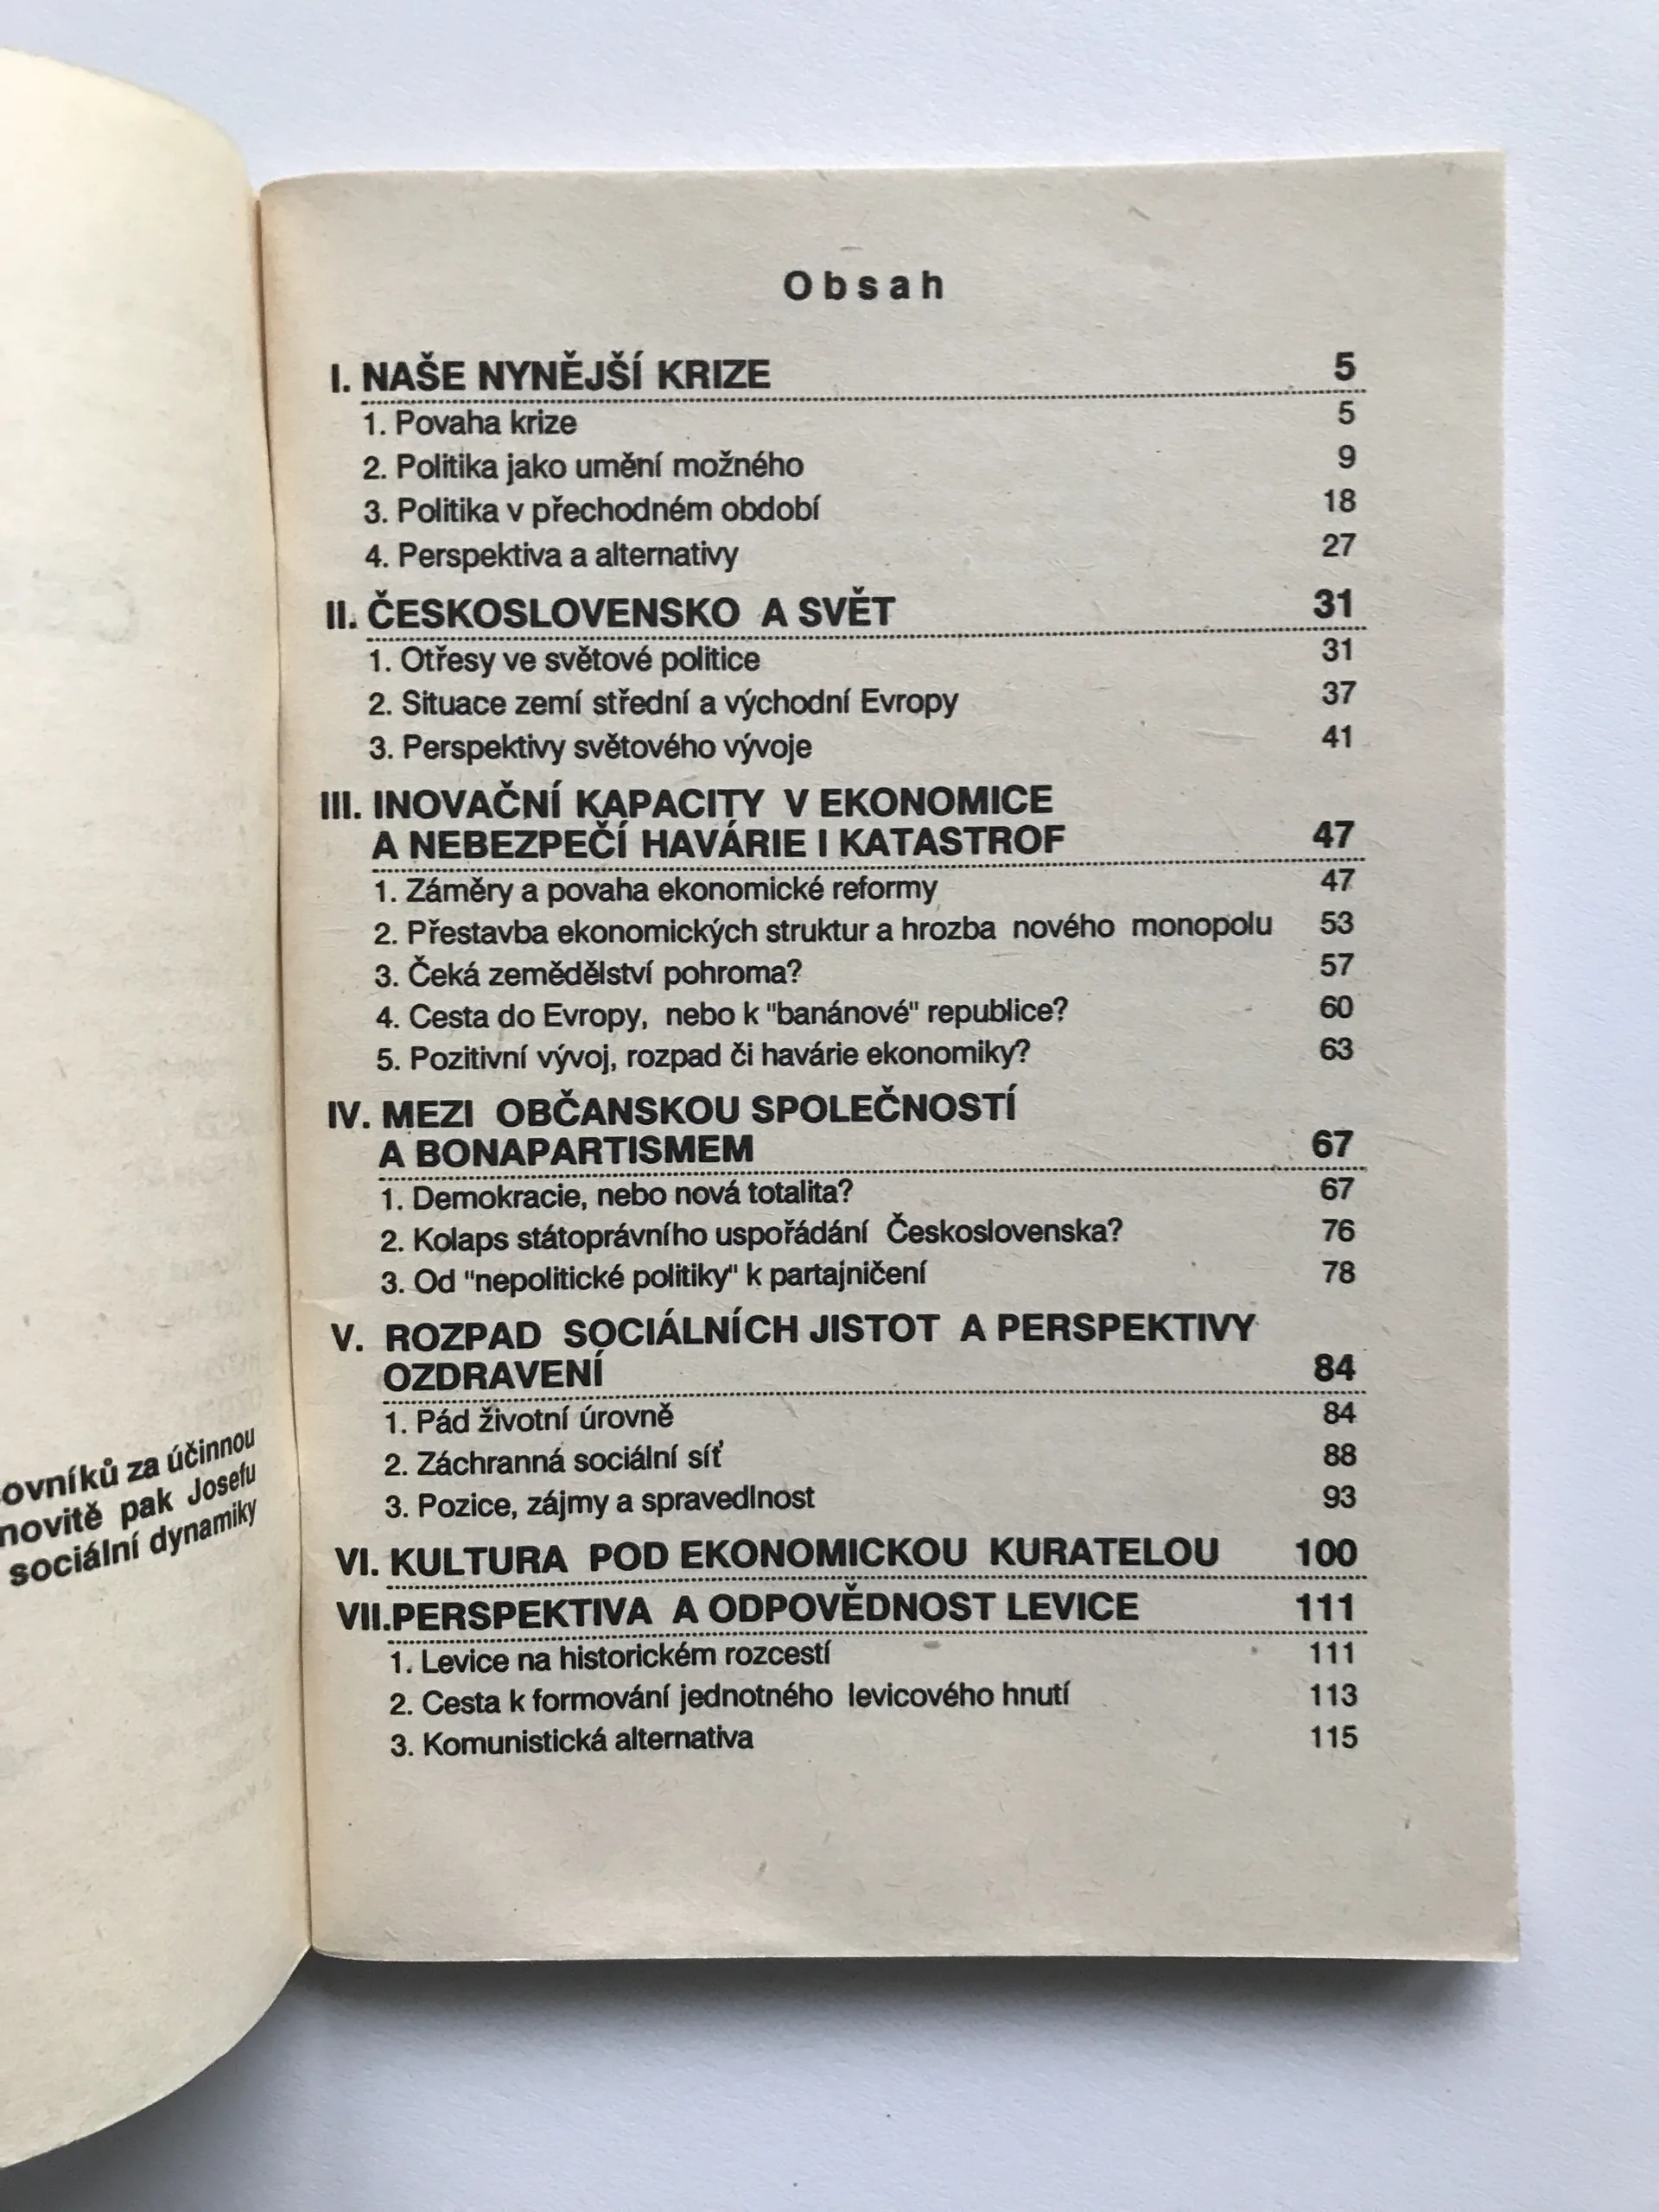 ovníků za účinnou
novitě pak Josefu
sociální dynamiky
Obsah
I. NAŠE NYNĚJŠÍ KRIZE 5
1. Povaha krize 5
2. Politika jako umění možného 9
3. Politika v přechodném období 18
4. Perspektiva a alternativy 27
II. ČESKOSLOVENSKO A SVĚT 31
1. Otřesy ve světové politice 31
2. Situace zemí střední a východní Evropy 37
3. Perspektivy světového vývoje 41
III. INOVAČNÍ KAPACITY V EKONOMICE
A NEBEZPEČÍ HAVÁRIE I KATASTROF 47
1. Záměry a povaha ekonomické reformy 47
2. Přestavba ekonomických struktur a hrozba nového monopolu 53
3. Čeká zemědělství pohroma? 57
4. Cesta do Evropy, nebo k "banánové" republice? 60
5. Pozitivní vývoj, rozpad či havárie ekonomiky? 63
IV. MEZI OBČANSKOU SPOLEČNOSTÍ
A BONAPARTISMEM 67
1. Demokracie, nebo nová totalita? 67
2. Kolaps státoprávního uspořádání Československa? 76
3. Od "nepolitické politiky" k partajničení 78
V. ROZPAD SOCIÁLNÍCH JISTOT A PERSPEKTIVY
OZDRAVENÍ 84
1. Pád životní úrovně 84
2. Záchranná sociální síť 88
3. Pozice, zájmy a spravedlnost 93
VI. KULTURA POD EKONOMICKOU KURATELOU 100
VII.PERSPEKTIVA A ODPOVĚDNOST LEVICE 111
1. Levice na historickém rozcestí 111
2. Cesta k formování jednotného levicového hnutí 113
3. Komunistická alternativa 115